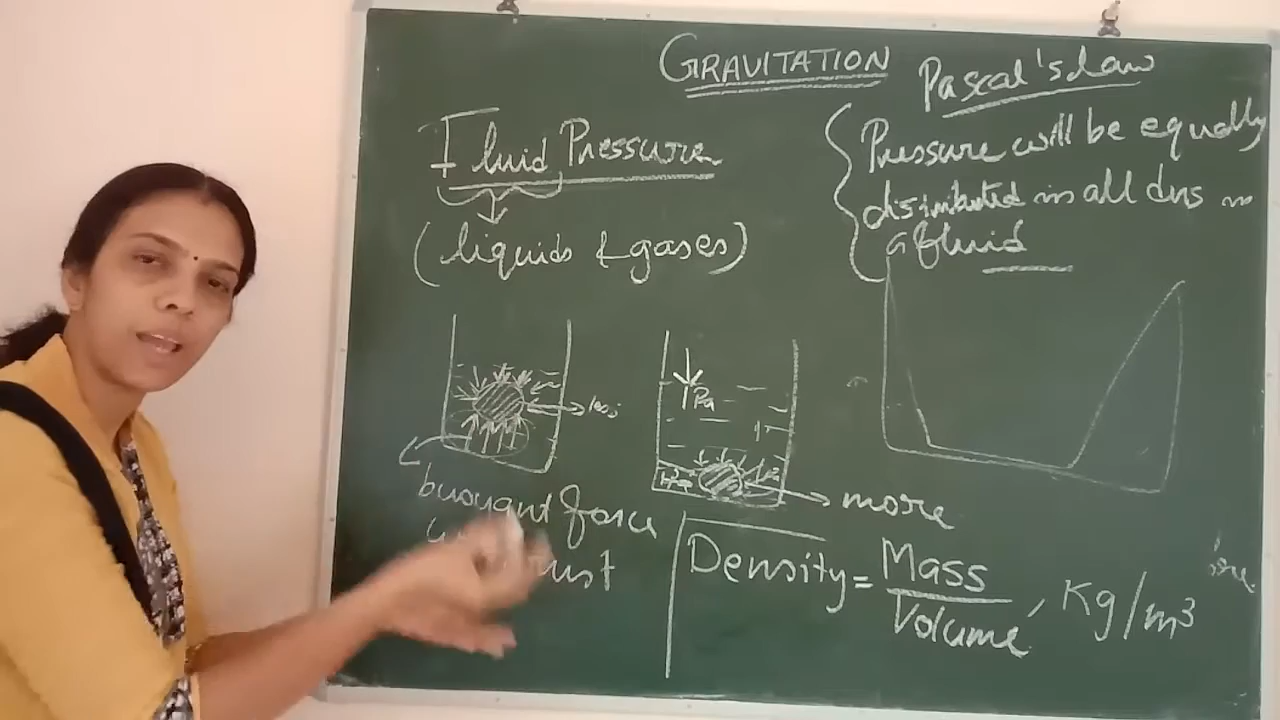 GRAVITATION
Pascal's law
Fluid Pressure
Pressure will be equally
distributed in all dns in
a fluid
(liquids & gases)
less
Pa
more
buoyant force
Density = Mass / Volume, Kg/m³